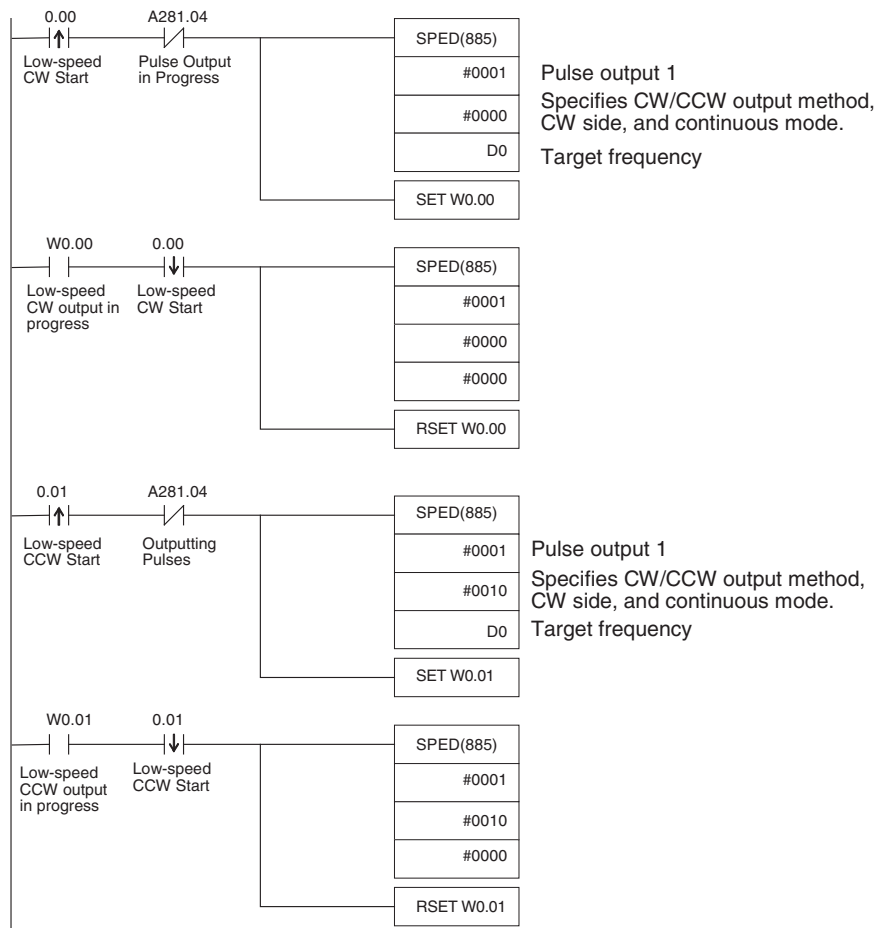 0.00 A281.04
SPED(885)
Low-speed
CW Start
Pulse Output
in Progress
#0001 Pulse output 1
#0000 Specifies CW/CCW output method,
CW side, and continuous mode.
D0 Target frequency
SET W0.00
W0.00 0.00
SPED(885)
Low-speed
CW output in
progress
Low-speed
CW Start
#0001
#0000
#0000
RSET W0.00
0.01 A281.04
SPED(885)
Low-speed
CCW Start
Outputting
Pulses
#0001 Pulse output 1
#0010 Specifies CW/CCW output method,
CW side, and continuous mode.
D0 Target frequency
SET W0.01
W0.01 0.01
SPED(885)
Low-speed
CCW output
in progress
Low-speed
CCW Start
#0001
#0010
#0000
RSET W0.01